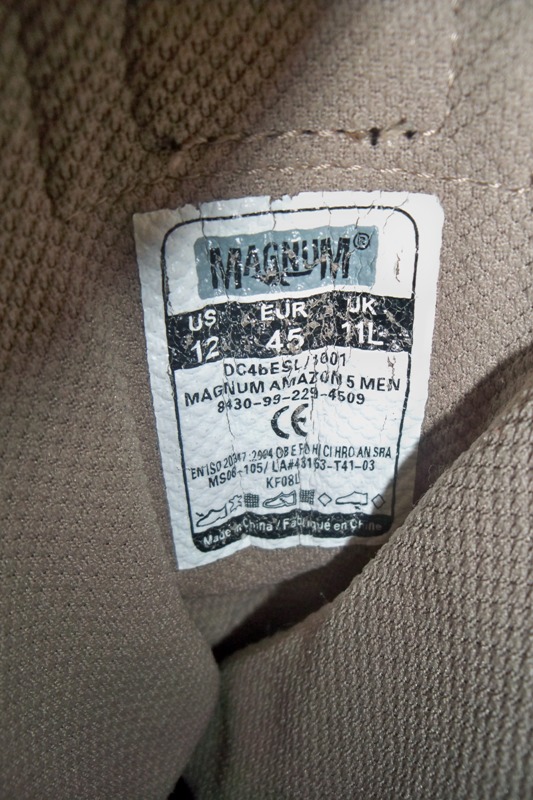 MAGNUM®
US EUR UK
12 45 11L
MAGNUM AMAZON 5 MEN
8430-99-229-4509
CE
EN ISO 20347:2004 OB E FO HI CI HRO AN SRA
MS08-105/ LA#43163-T41-03
KF08L
Made in China / Fabriqué en Chine